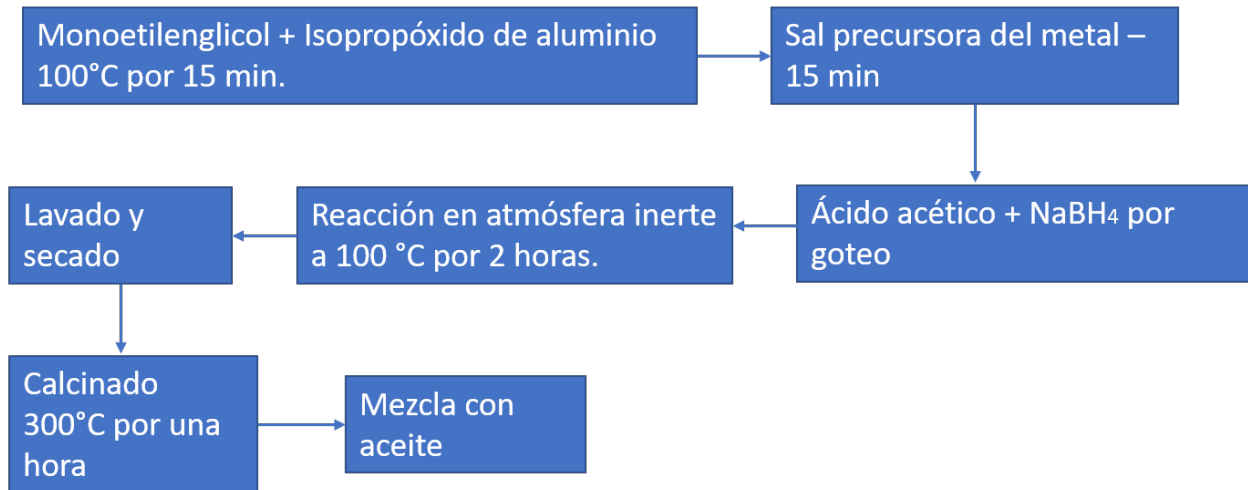 Monoetilenglicol + Isopropóxido de aluminio
100°C por 15 min.
Sal precursora del metal –
15 min
Ácido acético + NaBH₄ por
goteo
Reacción en atmósfera inerte
a 100 °C por 2 horas.
Lavado y
secado
Calcinado
300°C por una
hora
Mezcla con
aceite